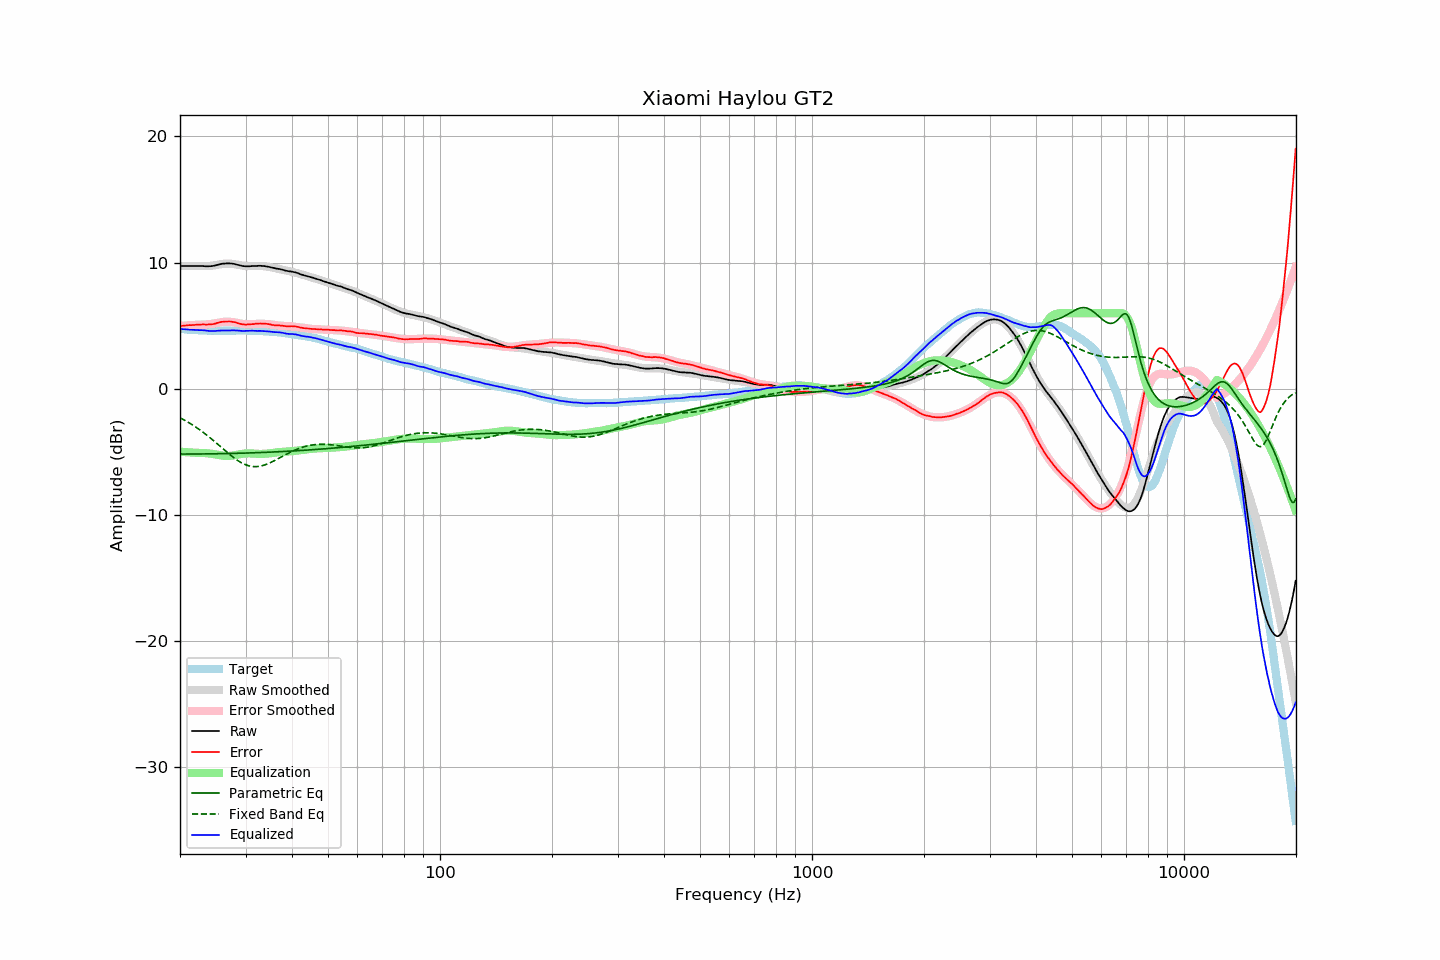 Xiaomi Haylou GT2
20
10
0
−10
−20
−30
Amplitude (dBr)
Target
Raw Smoothed
Error Smoothed
Raw
Error
Equalization
Parametric Eq
Fixed Band Eq
Equalized
100
1000
10000
Frequency (Hz)